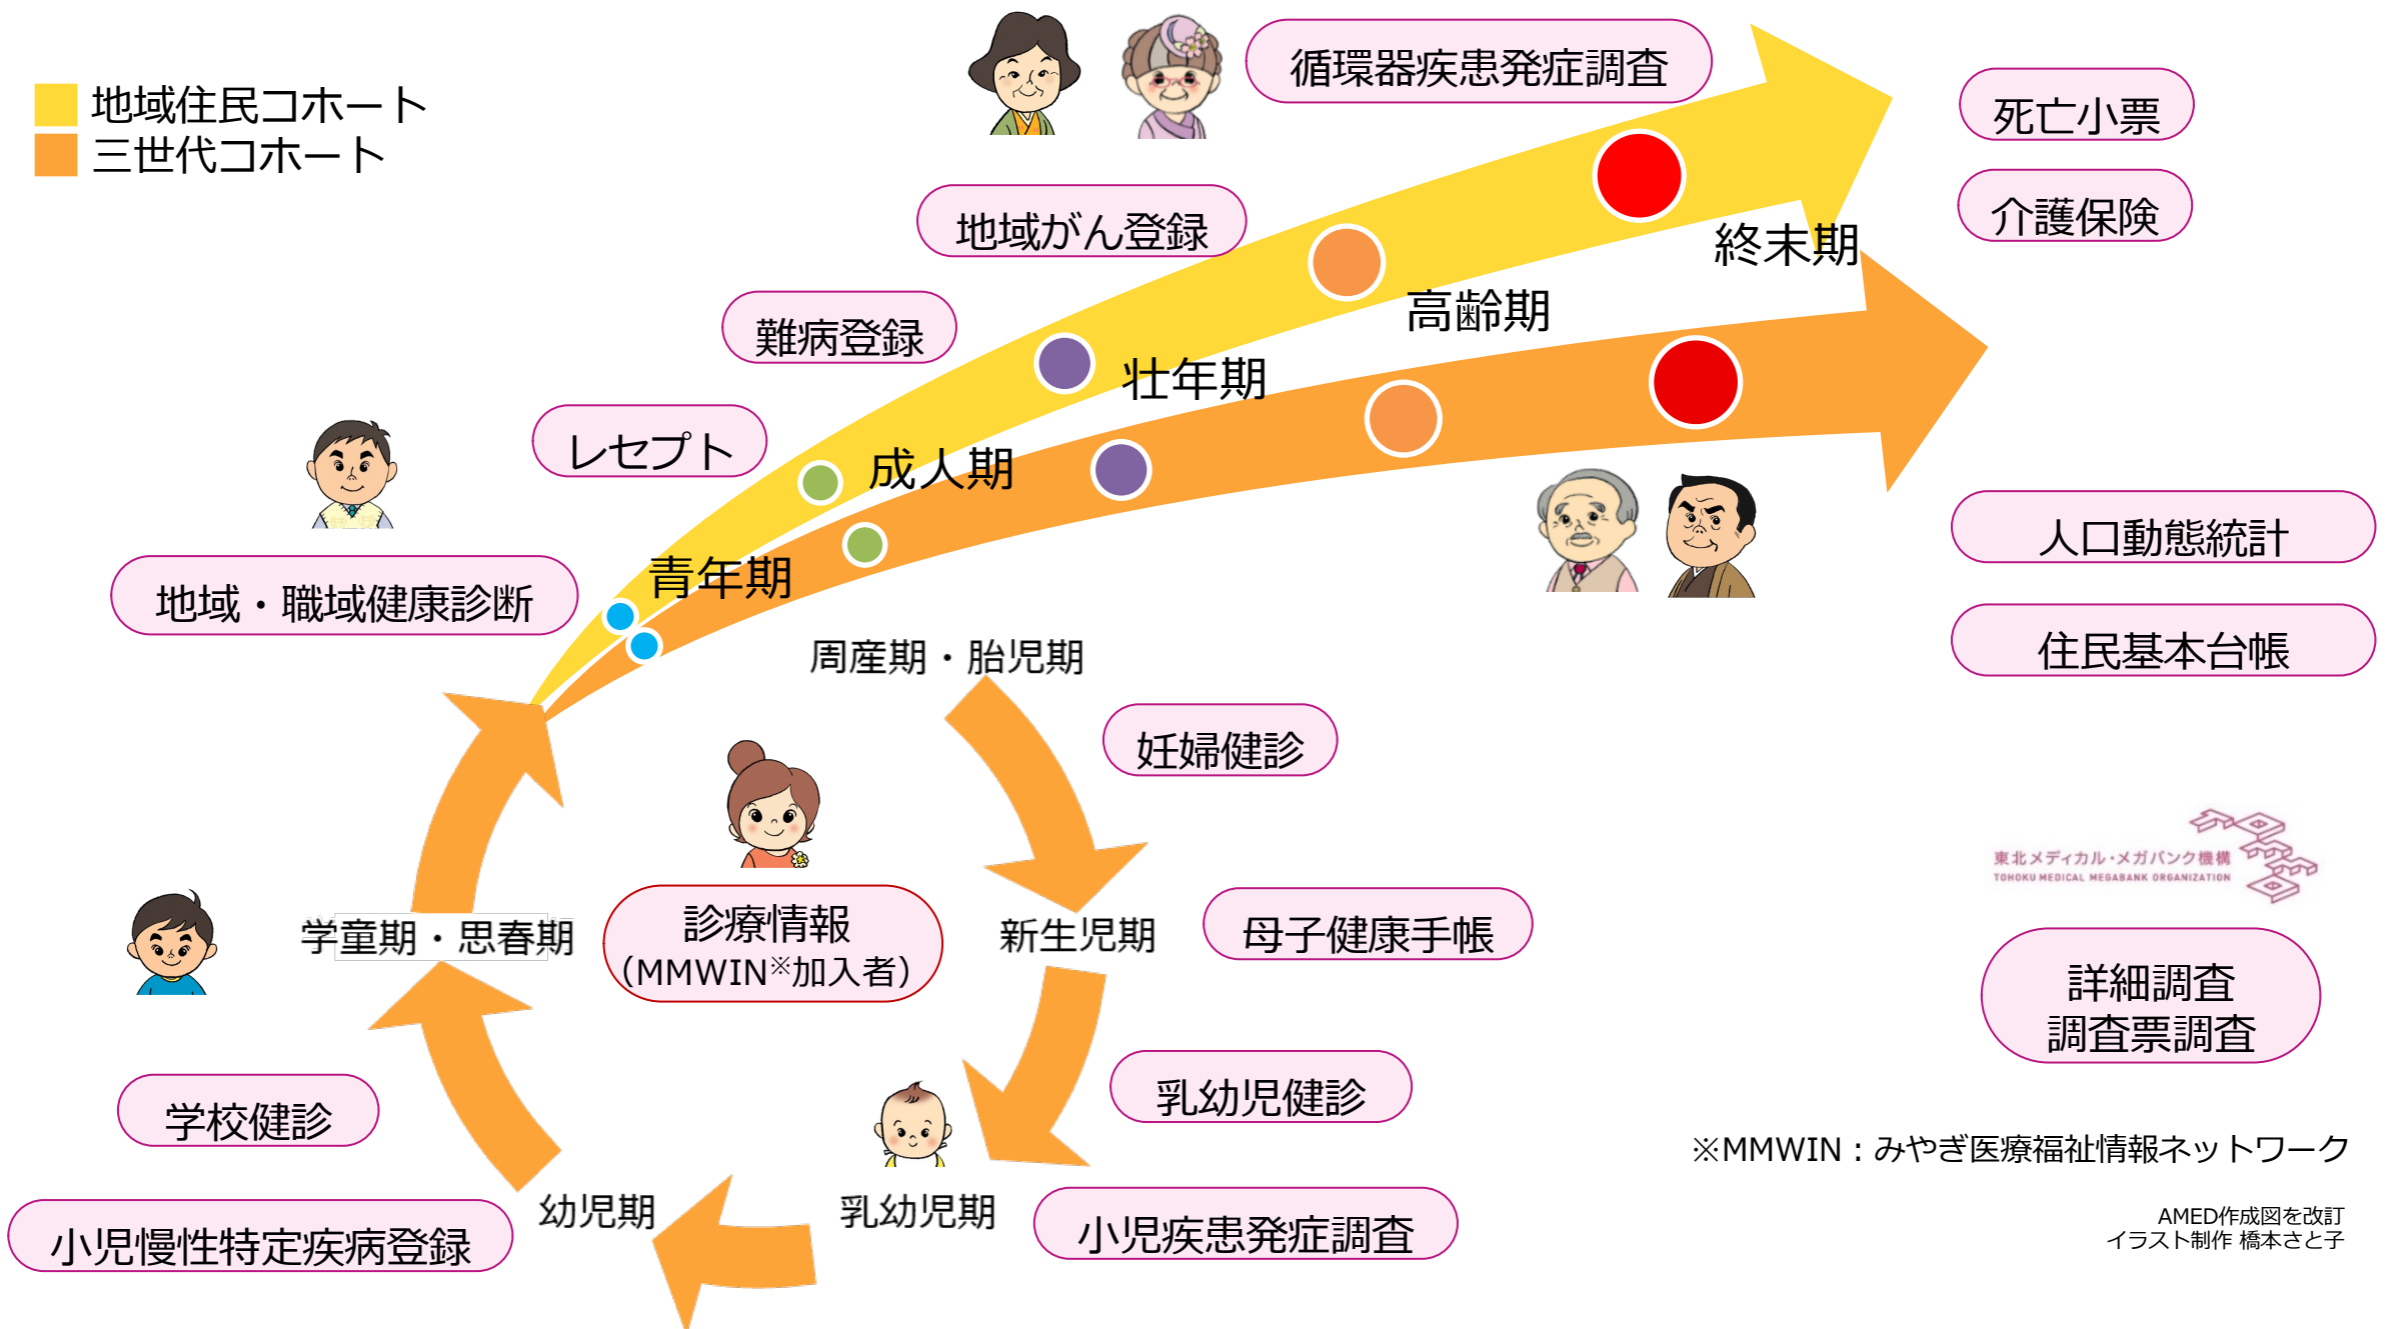 地域住民コホート
三世代コホート
循環器疾患発症調査
死亡小票
介護保険
地域がん登録
終末期
高齢期
難病登録
壮年期
レセプト
成人期
青年期
地域・職域健康診断
人口動態統計
住民基本台帳
周産期・胎児期
妊婦健診
東北メディカル・メガバンク機構
TOHOKU MEDICAL MEGABANK ORGANIZATION
学童期・思春期
診療情報
（MMWIN※加入者）
新生児期
母子健康手帳
詳細調査
調査票調査
乳幼児健診
学校健診
※MMWIN：みやぎ医療福祉情報ネットワーク
幼児期
乳幼児期
小児疾患発症調査
小児慢性特定疾病登録
AMED作成図を改訂
イラスト制作 橋本さと子